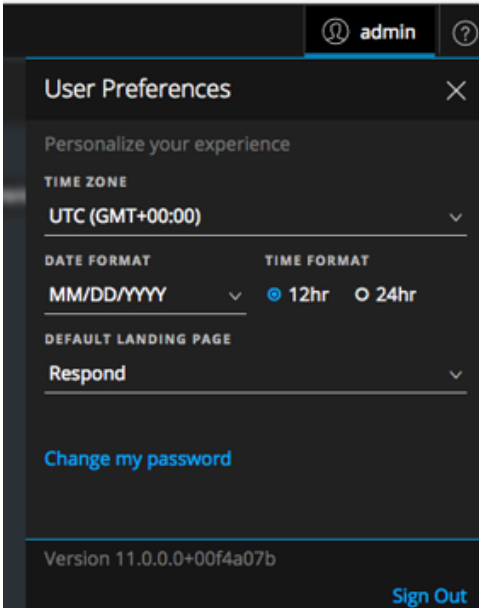 admin
User Preferences
Personalize your experience
TIME ZONE
UTC (GMT+00:00)
DATE FORMAT TIME FORMAT
MM/DD/YYYY 12hr 24hr
DEFAULT LANDING PAGE
Respond
Change my password
Version 11.0.0.0+00f4a07b
Sign Out